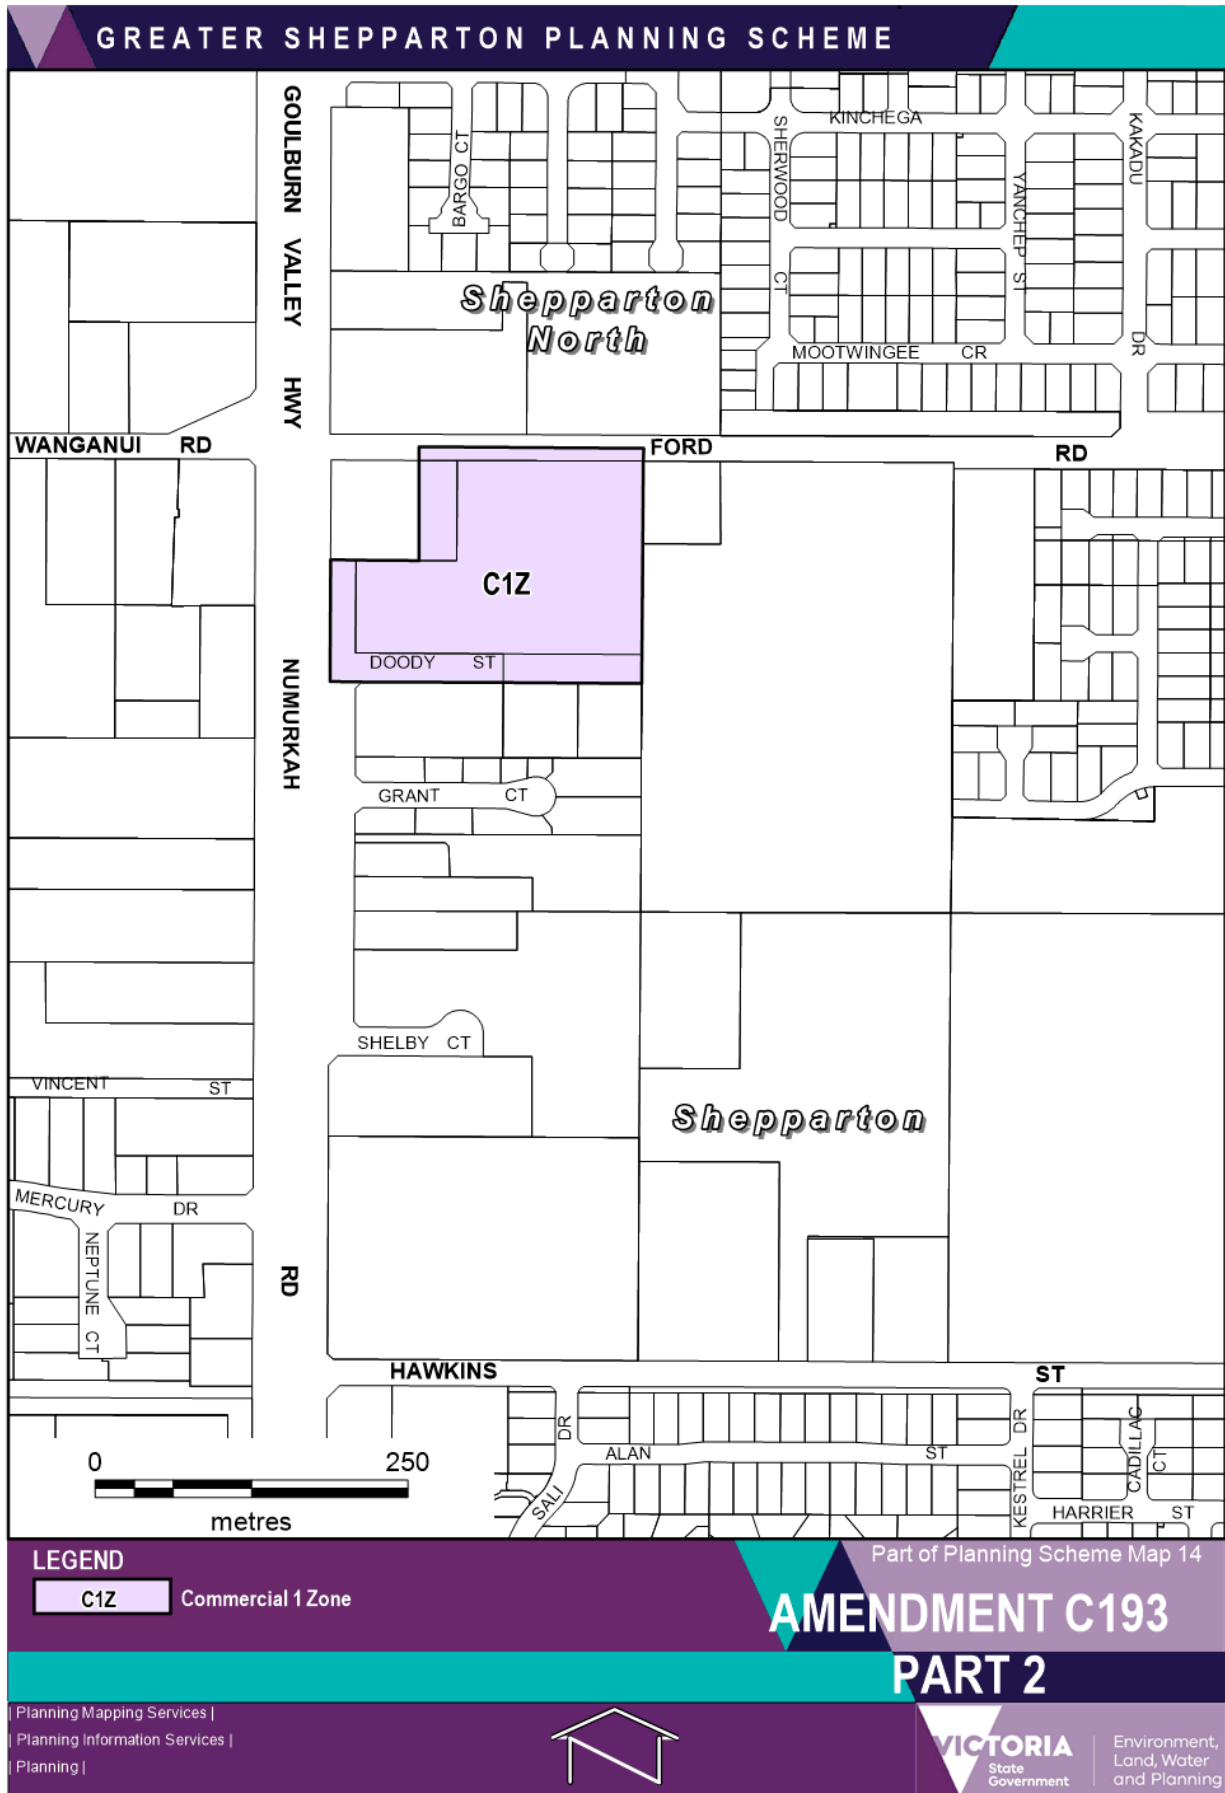 GREATER SHEPPARTON PLANNING SCHEME
GOULBURN VALLEY HWY
BARGO CT
SHERWOOD CT
KINCHEGA
YANCHEP ST
KAKADU DR
Shepparton
North
MOOTWINGEE CR
WANGANUI RD
FORD RD
C1Z
DOODY ST
NUMURKAH RD
GRANT CT
SHELBY CT
VINCENT ST
Shepparton
MERCURY DR
NEPTUNE CT
HAWKINS ST
SALI DR
ALAN ST
KESTREL DR
CADILLAC CT
HARRIER ST
0 250
metres
LEGEND
C1Z Commercial 1 Zone
Part of Planning Scheme Map 14
AMENDMENT C193
PART 2
| Planning Mapping Services |
| Planning Information Services |
| Planning |
VICTORIA
State
Government
Environment,
Land, Water
and Planning